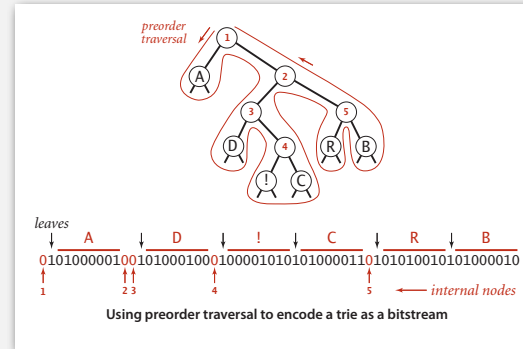 preorder
traversal
1
A
2
3
5
D
4
R
B
!
C
leaves
A D ! C R B
01010000010010100010001000010101010000110101010010101000010
1 2 3 4 5 internal nodes
Using preorder traversal to encode a trie as a bitstream